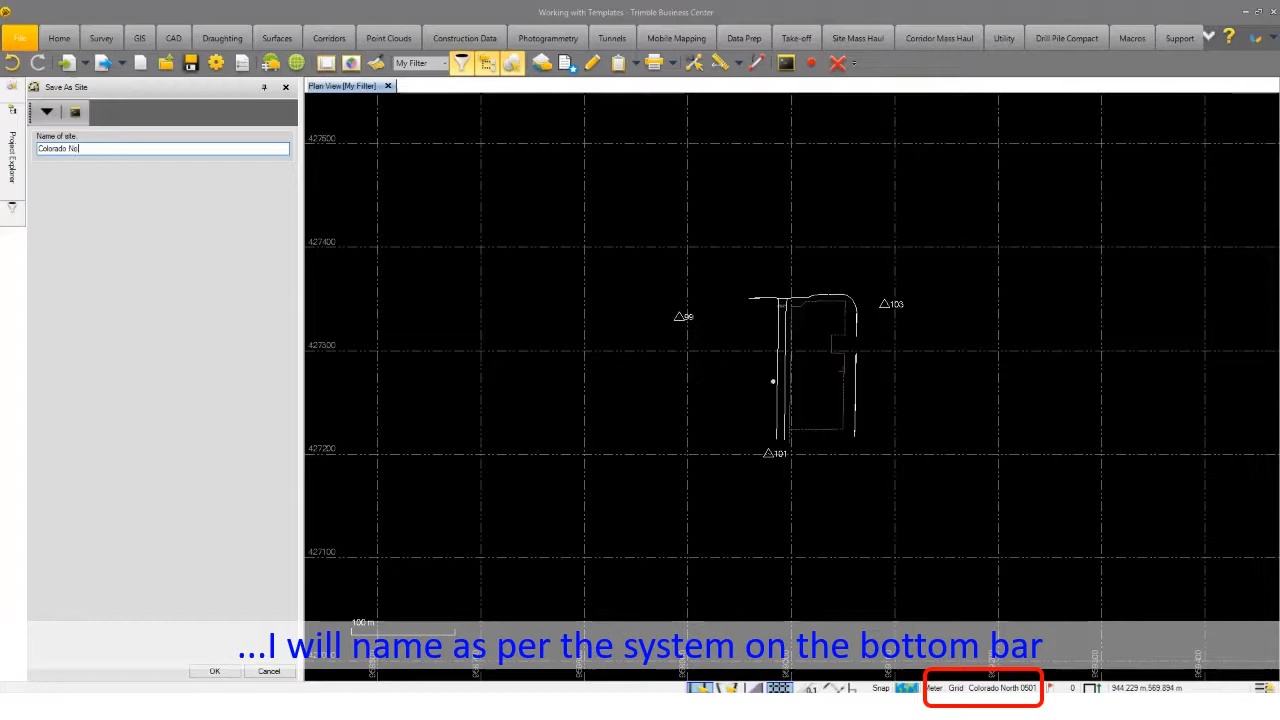 Working with Templates - Trimble Business Center
File Home Survey GIS CAD Draughting Surfaces Corridors Point Clouds Construction Data Photogrammetry Tunnels Mobile Mapping Data Prep Take-off Site Mass Haul Corridor Mass Haul Utility Drill Pile Compact Macros Support
My Filter
Save As Site
Plan View [My Filter]
Name of site:
Colorado No
Project Explorer
427500
427400
427300
427200
427100
99
103
101
100 m
...I will name as per the system on the bottom bar
OK Cancel
Snap Meter Grid Colorado North 0501 0 944.229 m,569.894 m